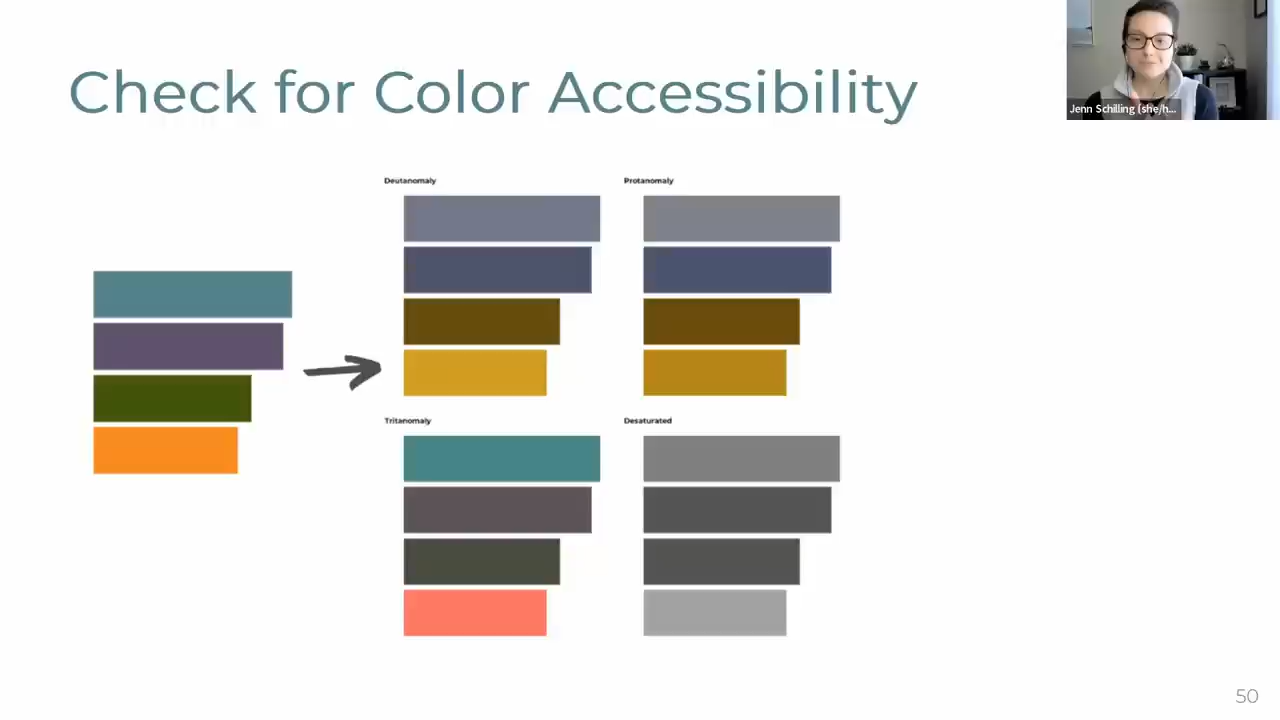 Check for Color Accessibility
Jenn Schilling (she/h...
Deutanomaly
Protanomaly
Tritanomaly
Desaturated
50